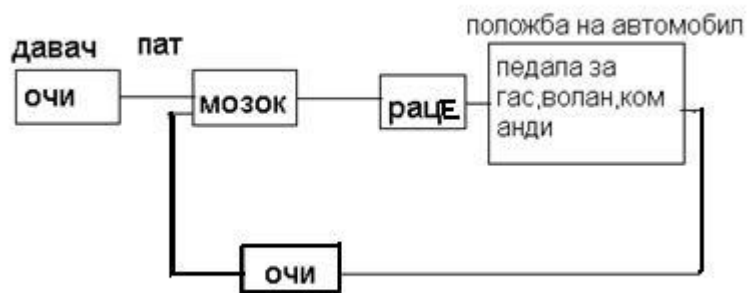 положба на автомобил
давач
пат
очи
мозок
рацЕ
педала за
гас,волан,ком
анди
очи